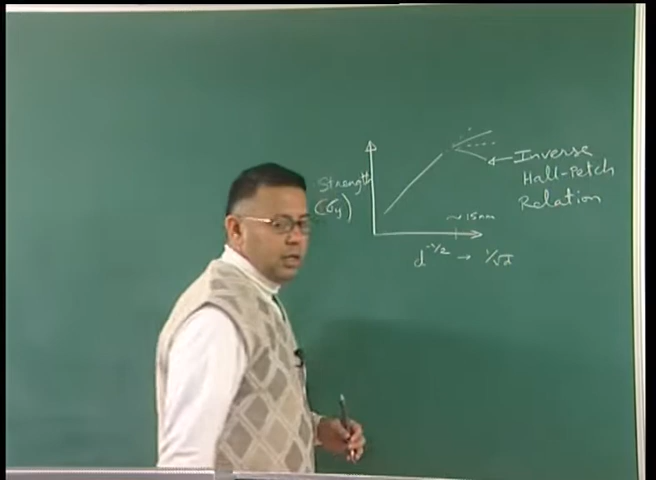 Strength
(σy)
Inverse
Hall-Petch
Relation
~ 15nm
d^-1/2 → 1/√d